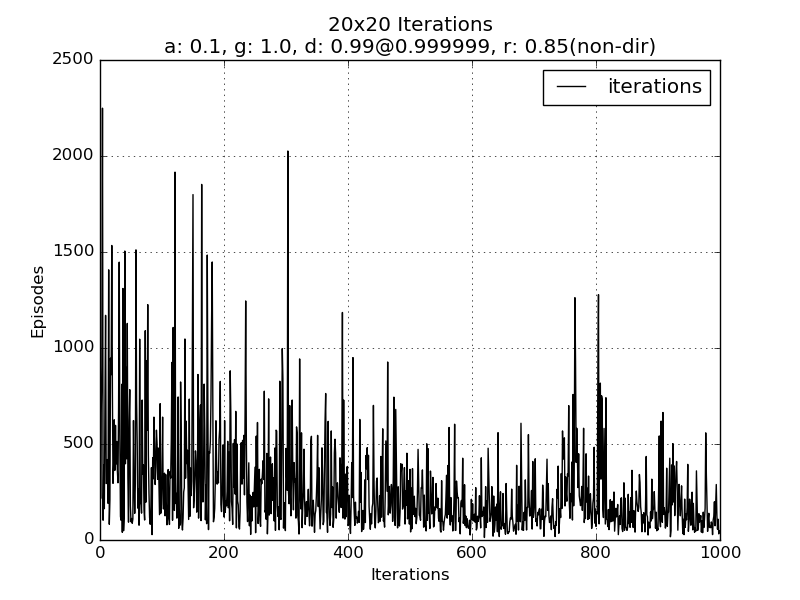 20x20 Iterations
a: 0.1, g: 1.0, d: 0.99@0.999999, r: 0.85(non-dir)
iterations
2500
2000
1500
1000
500
0
Episodes
0 200 400 600 800 1000
Iterations